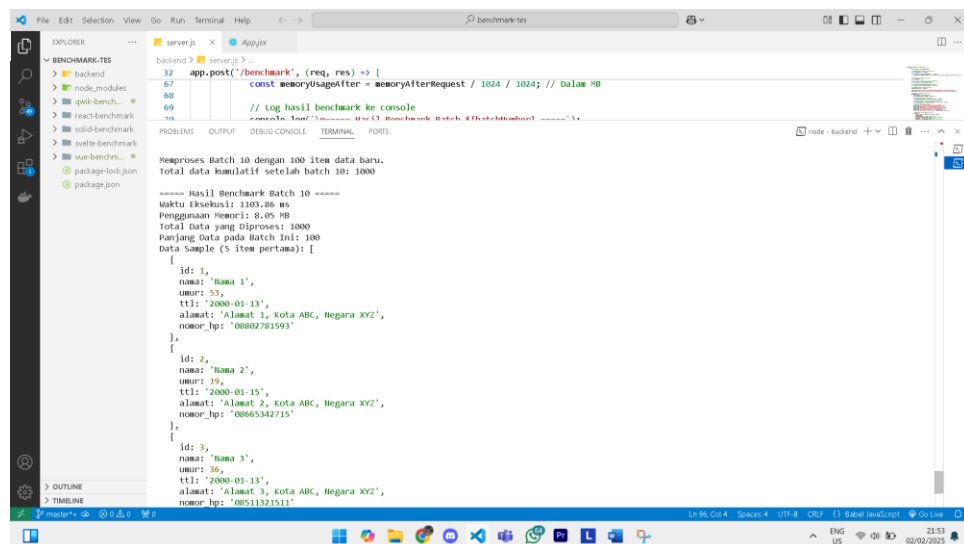 File Edit Selection View Go Run Terminal Help
benchmark-tes
EXPLORER
BENCHMARK-TES
backend
node_modules
qwik-bench...
react-benchmark
solid-benchmark
svelte-benchmark
vue-benchm...
package-lock.json
package.json
OUTLINE
TIMELINE
server.js
App.jsx
backend > server.js > ...
32 app.post('/benchmark', (req, res) => {
67 const memoryUsageAfter = memoryAfterRequest / 1024 / 1024; // Dalam MB
68
69 // Log hasil benchmark ke console
70 console.log(`\n===== Hasil Benchmark Batch ${batchNumber} =====`);
PROBLEMS OUTPUT DEBUG CONSOLE TERMINAL PORTS
node - backend
Memproses Batch 10 dengan 100 item data baru.
Total data kumulatif setelah batch 10: 1000
===== Hasil Benchmark Batch 10 =====
Waktu Eksekusi: 1103.86 ms
Penggunaan Memori: 8.05 MB
Total Data yang Diproses: 1000
Panjang Data pada Batch Ini: 100
Data Sample (5 item pertama): [
{
id: 1,
nama: 'Nama 1',
umur: 53,
ttl: '2000-01-13',
alamat: 'Alamat 1, Kota ABC, Negara XYZ',
nomor_hp: '08802781593'
},
{
id: 2,
nama: 'Nama 2',
umur: 19,
ttl: '2000-01-15',
alamat: 'Alamat 2, Kota ABC, Negara XYZ',
nomor_hp: '08665342715'
},
{
id: 3,
nama: 'Nama 3',
umur: 36,
ttl: '2000-01-13',
alamat: 'Alamat 3, Kota ABC, Negara XYZ',
nomor_hp: '08511321511'
master*+ 0 0 0 Ln 96, Col 4 Spaces: 4 UTF-8 CRLF {} Babel JavaScript Go Live
ENG
US
21:53
02/02/2025